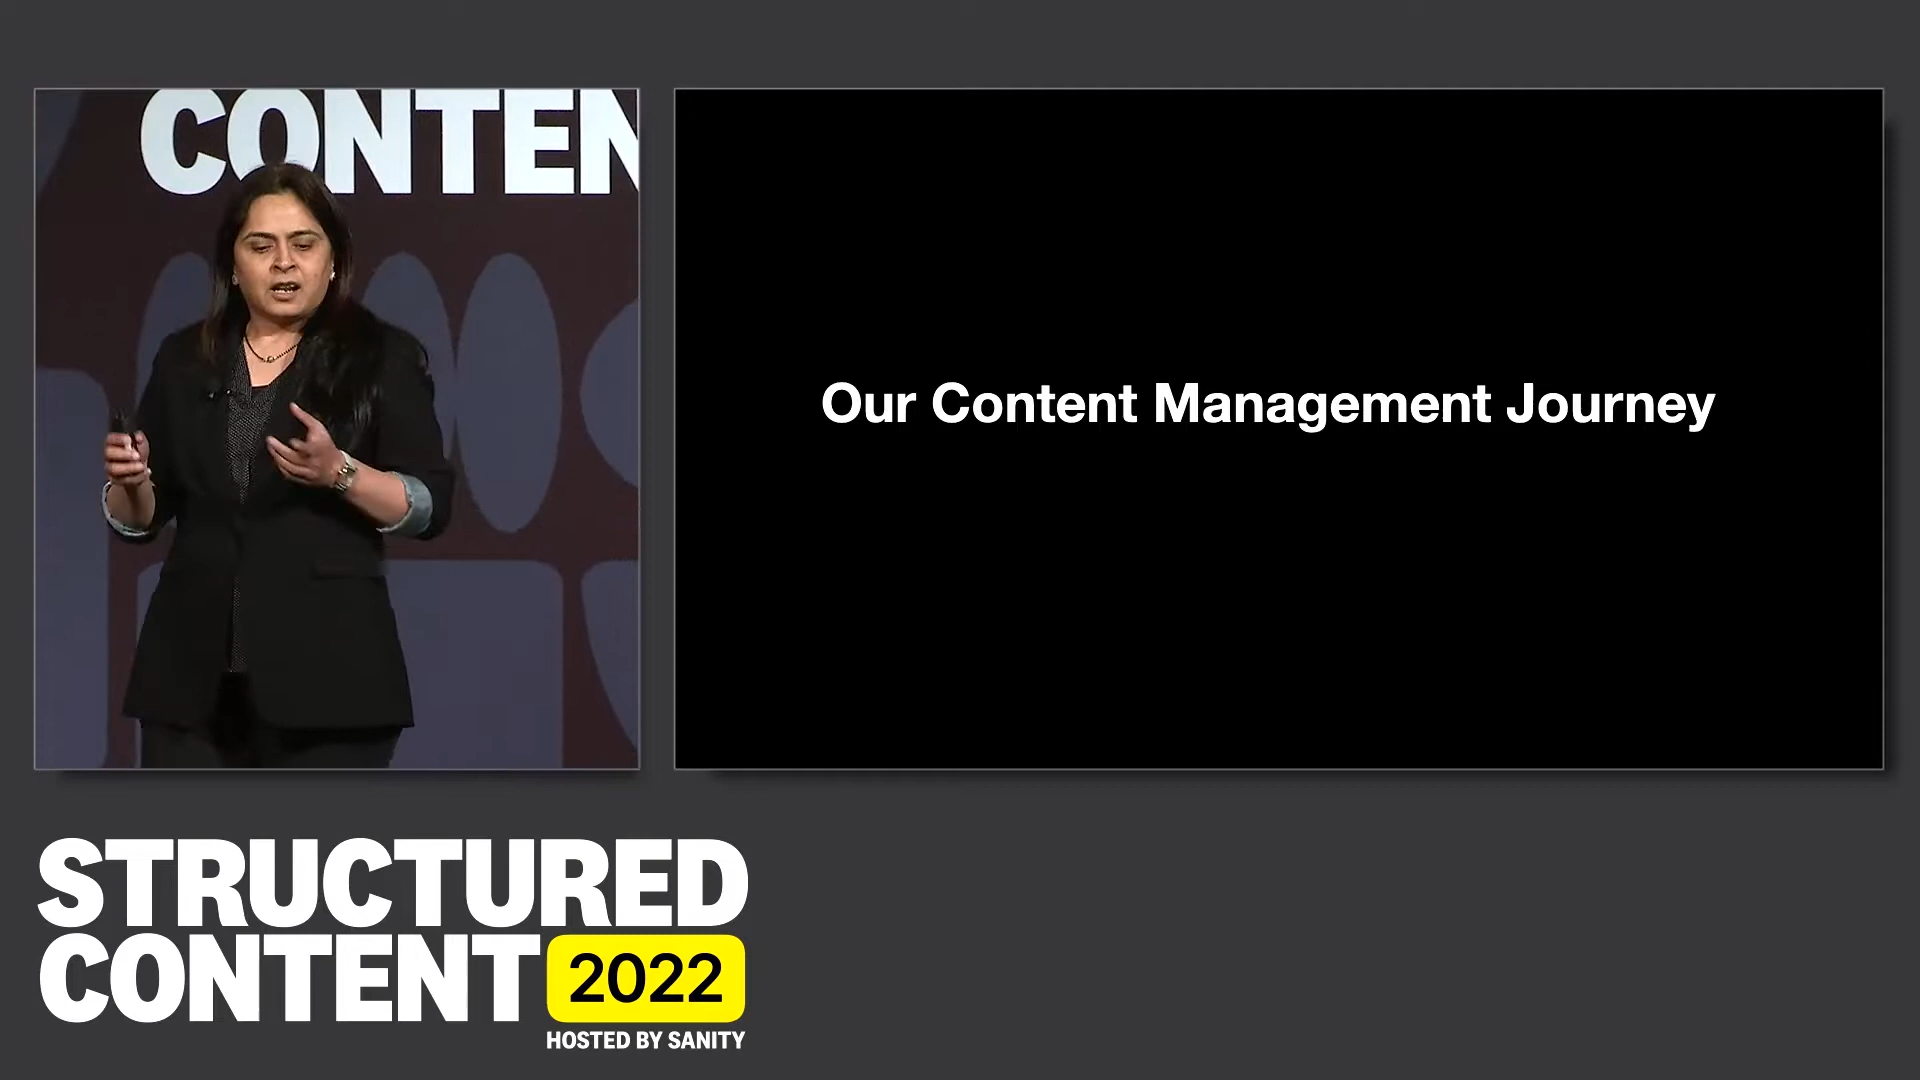 CONTEN
Our Content Management Journey
STRUCTURED
CONTENT 2022
HOSTED BY SANITY